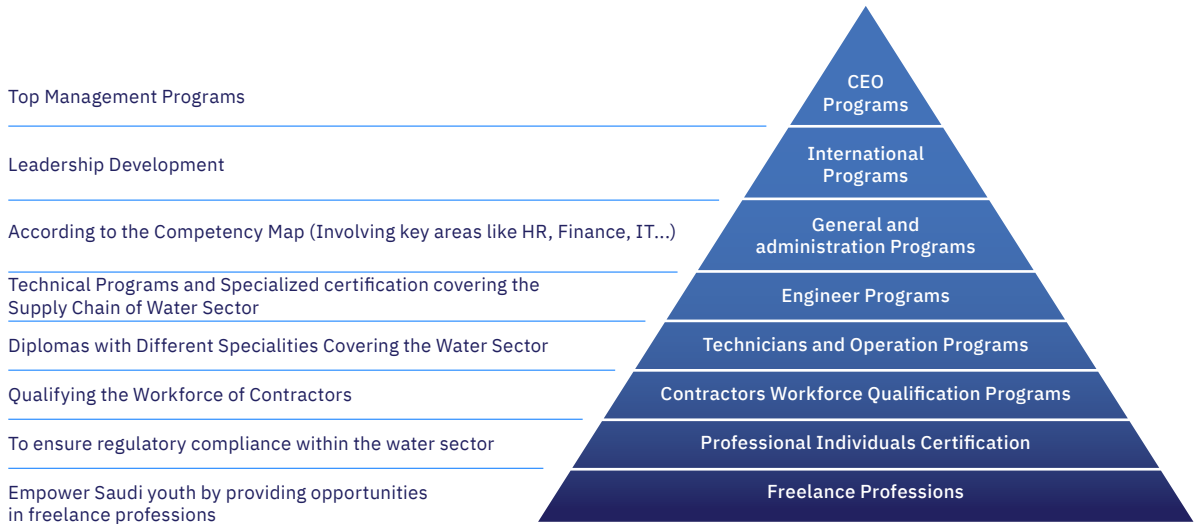 Top Management Programs
CEO
Programs
Leadership Development
International
Programs
According to the Competency Map (Involving key areas like HR, Finance, IT...)
General and
administration Programs
Technical Programs and Specialized certification covering the
Supply Chain of Water Sector
Engineer Programs
Diplomas with Different Specialities Covering the Water Sector
Technicians and Operation Programs
Qualifying the Workforce of Contractors
Contractors Workforce Qualification Programs
To ensure regulatory compliance within the water sector
Professional Individuals Certification
Empower Saudi youth by providing opportunities
in freelance professions
Freelance Professions